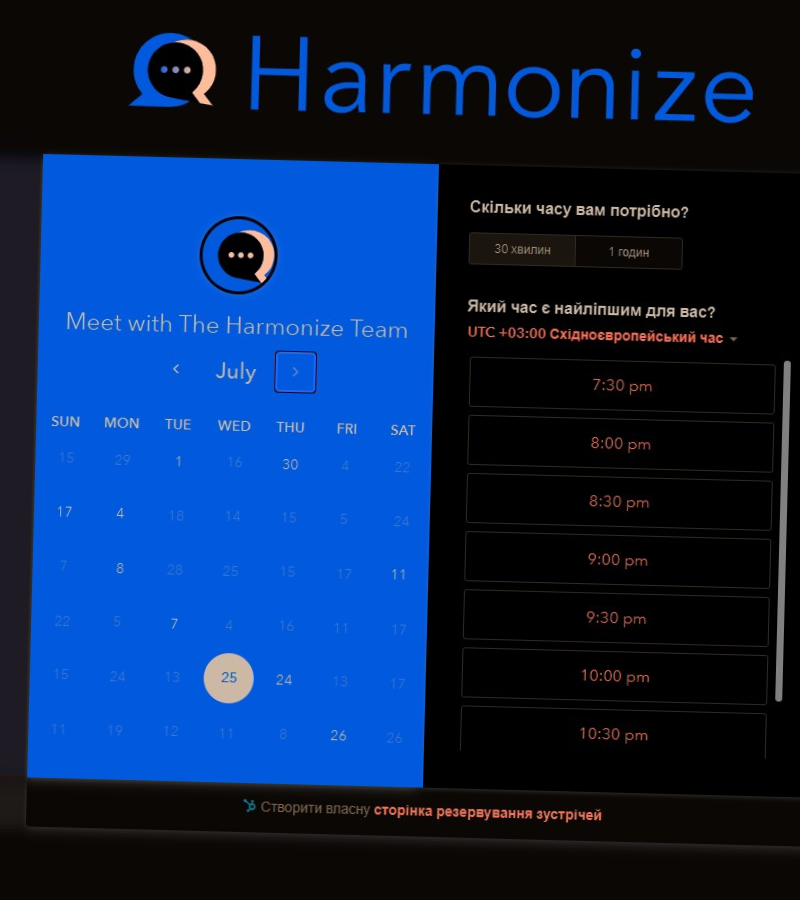 Harmonize
Meet with The Harmonize Team
July
SUN MON TUE WED THU FRI SAT
15 29 1 16 30 4 22
17 4 18 14 15 5 24
7 8 28 25 15 17 11
22 5 7 4 16 11 17
15 24 13 25 24 13 17
11 19 12 11 8 26 26
Скільки часу вам потрібно?
30 хвилин 1 годин
Який час є найліпшим для вас?
UTC +03:00 Східноєвропейський час
7:30 pm
8:00 pm
8:30 pm
9:00 pm
9:30 pm
10:00 pm
10:30 pm
Створити власну сторінка резервування зустрічей